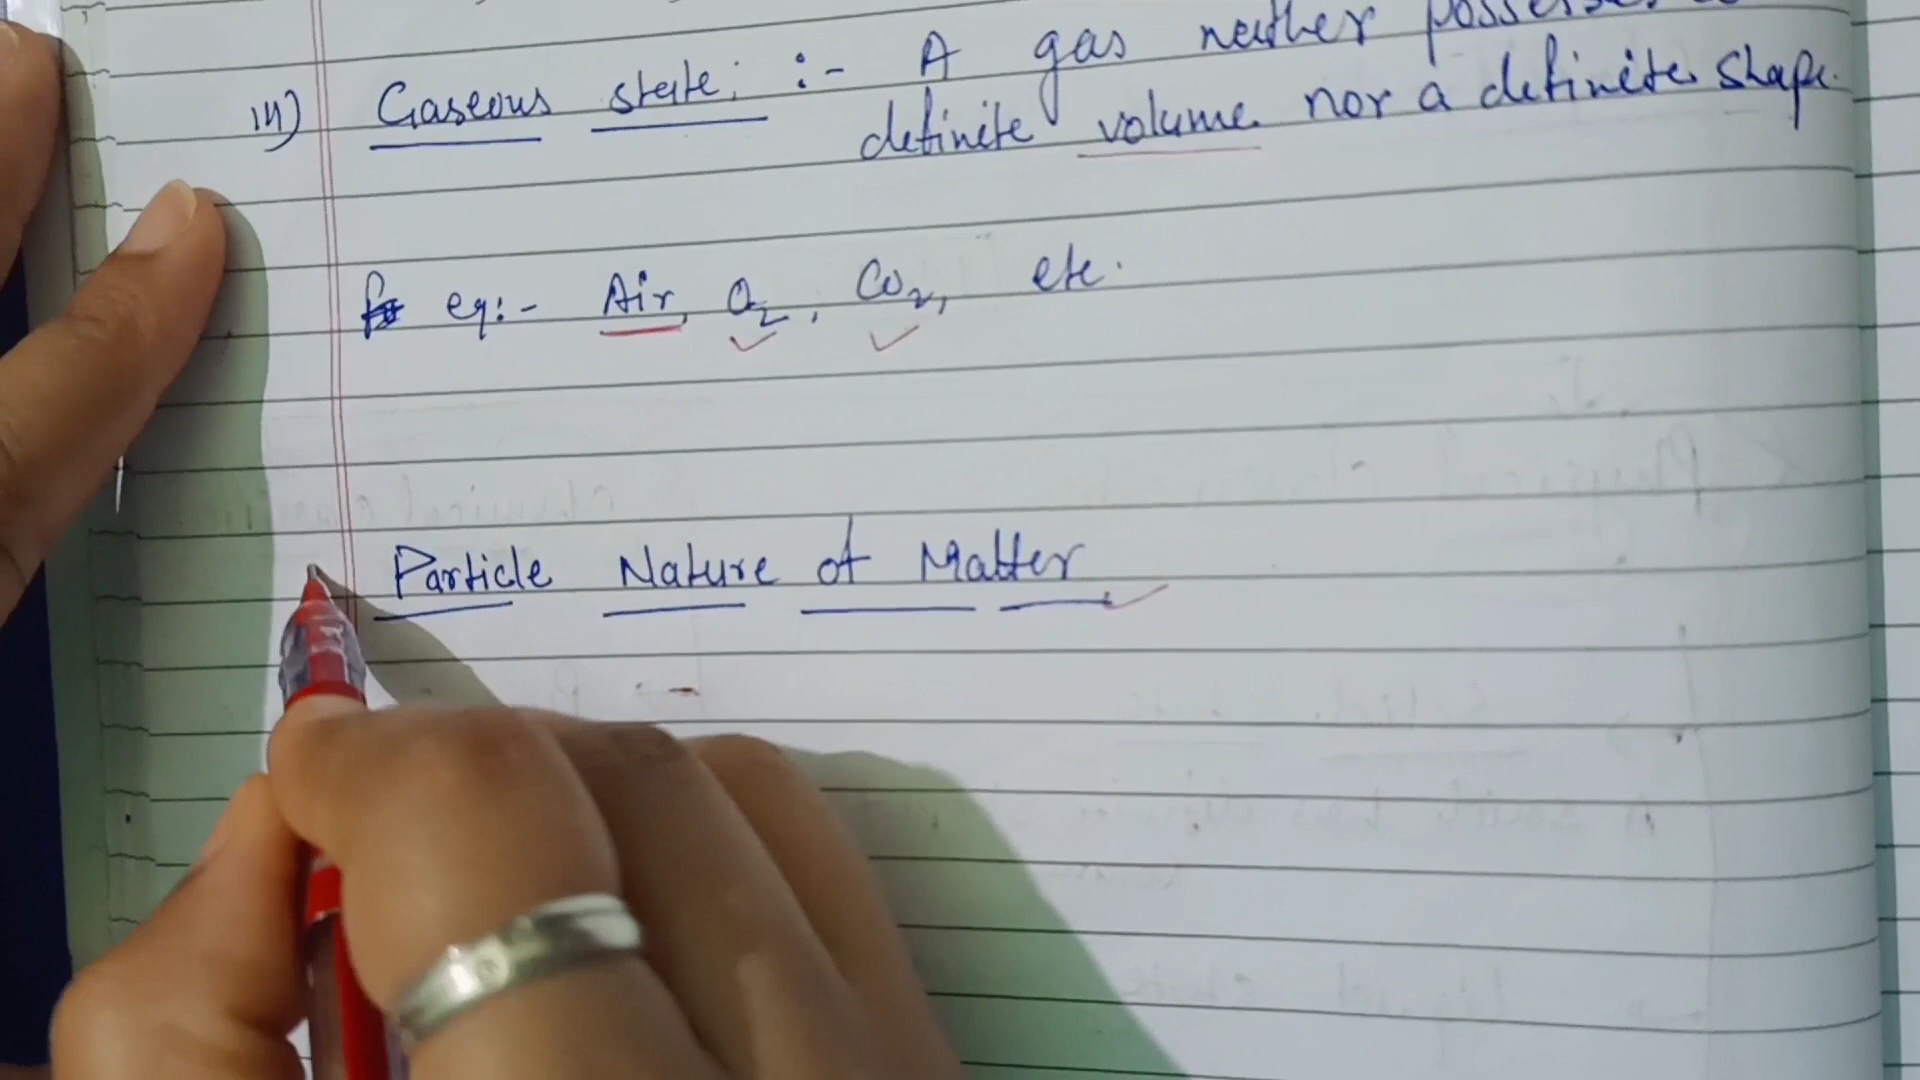 iii) Gaseous state; :- A gas neither possesses a
definite volume nor a definite shape.
eg:- Air, O2, CO2, etc.
Particle Nature of Matter